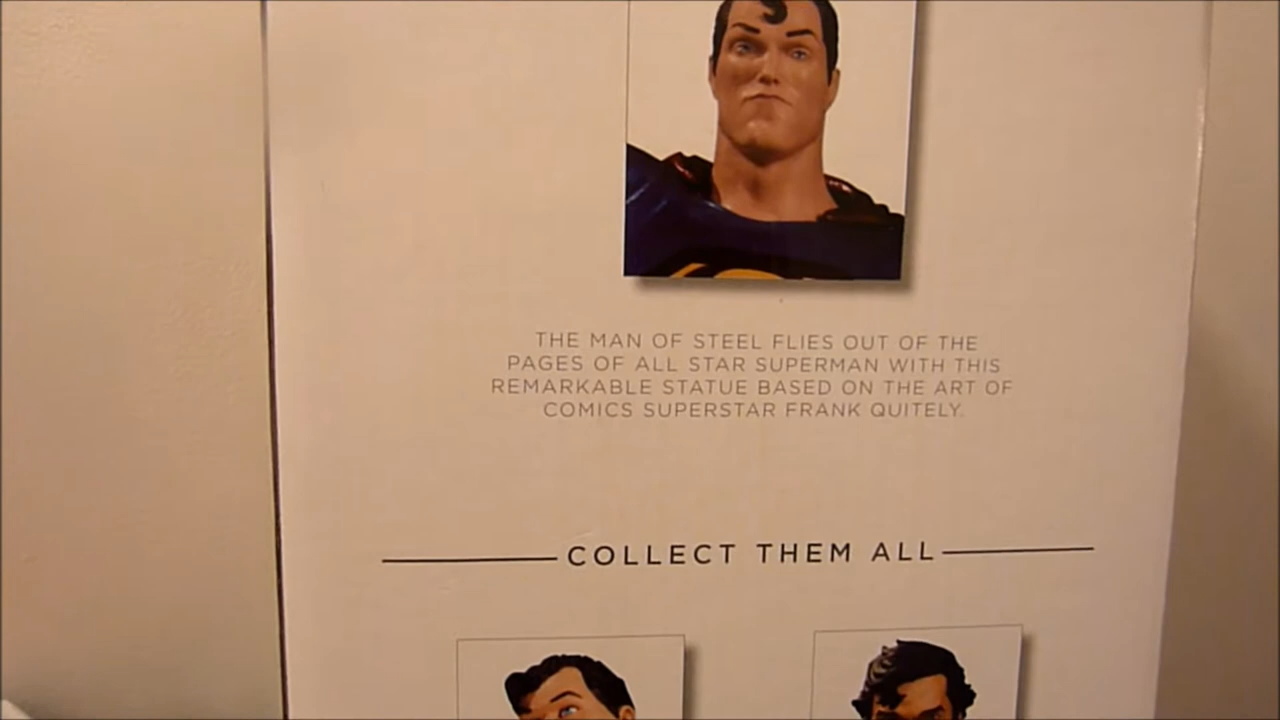 THE MAN OF STEEL FLIES OUT OF THE
PAGES OF ALL STAR SUPERMAN WITH THIS
REMARKABLE STATUE BASED ON THE ART OF
COMICS SUPERSTAR FRANK QUITELY.
COLLECT THEM ALL